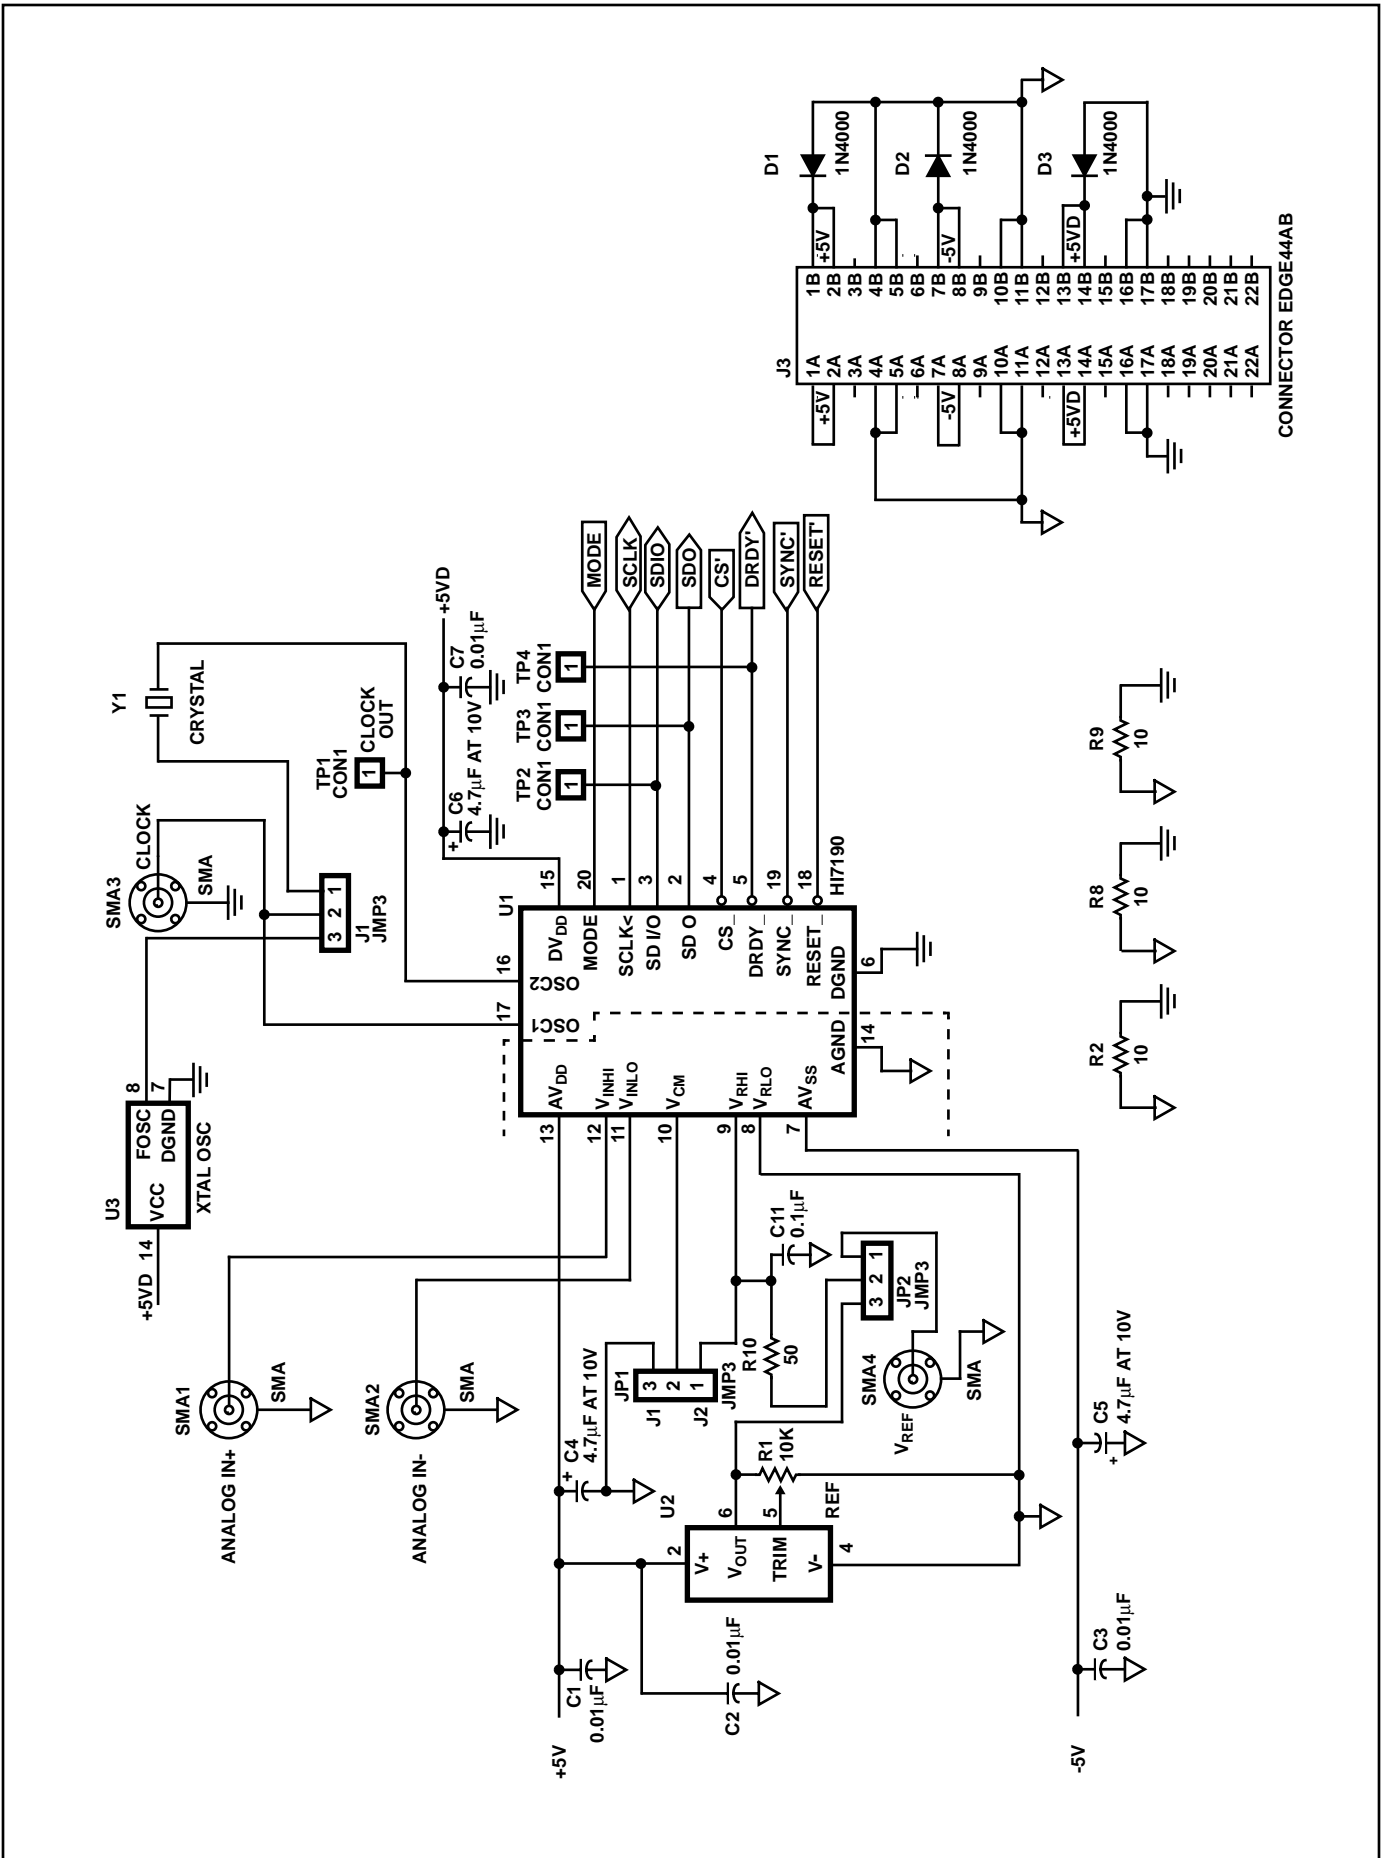 +5V
C1
0.01µF
C2 0.01µF
-5V
C3
0.01µF
C4
4.7µF AT 10V
C5
4.7µF AT 10V
U2
2
V+
6
VOUT
5
TRIM
4
V-
REF
R1
10K
ANALOG IN+
SMA1
SMA
ANALOG IN-
SMA2
SMA
JP1
J1
J2
3
2
1
JMP3
R10
50
C11
0.1µF
VREF
SMA4
SMA
JP2
JMP3
3
2
1
+5VD 14
U3
VCC
FOSC
DGND
8
7
XTAL OSC
U1
13 AVDD
12 VINHI
11 VINLO
10 VCM
9 VRHI
8 VRLO
7 AVSS
17 OSC1
16 OSC2
AGND 14
DGND 6
DVDD 15
MODE 20
SCLK< 1
SD I/O 3
SD O 2
CS_ 4
DRDY_ 5
SYNC_ 19
RESET_ 18
HI7190
SMA3
CLOCK
SMA
3
2
1
J1
JMP3
Y1
CRYSTAL
TP1
CON1
1
CLOCK
OUT
+5VD
C6
4.7µF AT 10V
C7
0.01µF
TP2
CON1
1
TP3
CON1
1
TP4
CON1
1
MODE
SCLK
SDIO
SDO
CS'
DRDY'
SYNC'
RESET'
R2
10
R8
10
R9
10
J3
+5V
1A 1B
2A 2B
+5V
3A 3B
4A 4B
5A 5B
6A 6B
-5V
7A 7B
8A 8B
-5V
9A 9B
10A 10B
11A 11B
12A 12B
+5VD
13A 13B
14A 14B
+5VD
15A 15B
16A 16B
17A 17B
18A 18B
19A 19B
20A 20B
21A 21B
22A 22B
CONNECTOR EDGE44AB
D1
1N4000
D2
1N4000
D3
1N4000